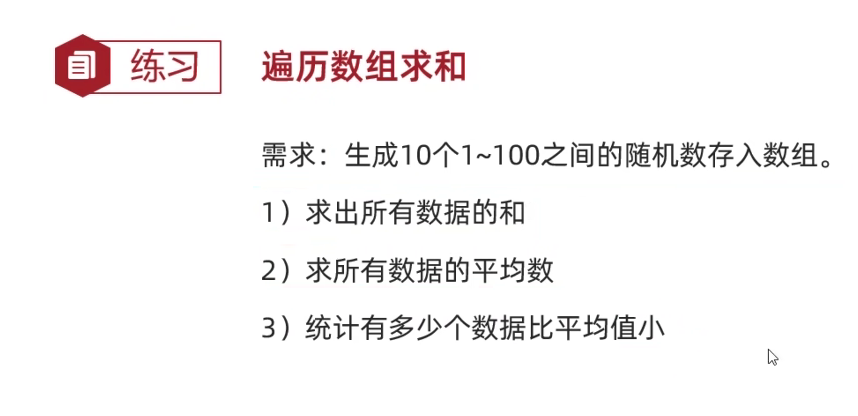 练习
遍历数组求和
需求：生成10个1~100之间的随机数存入数组。
1）求出所有数据的和
2）求所有数据的平均数
3）统计有多少个数据比平均值小